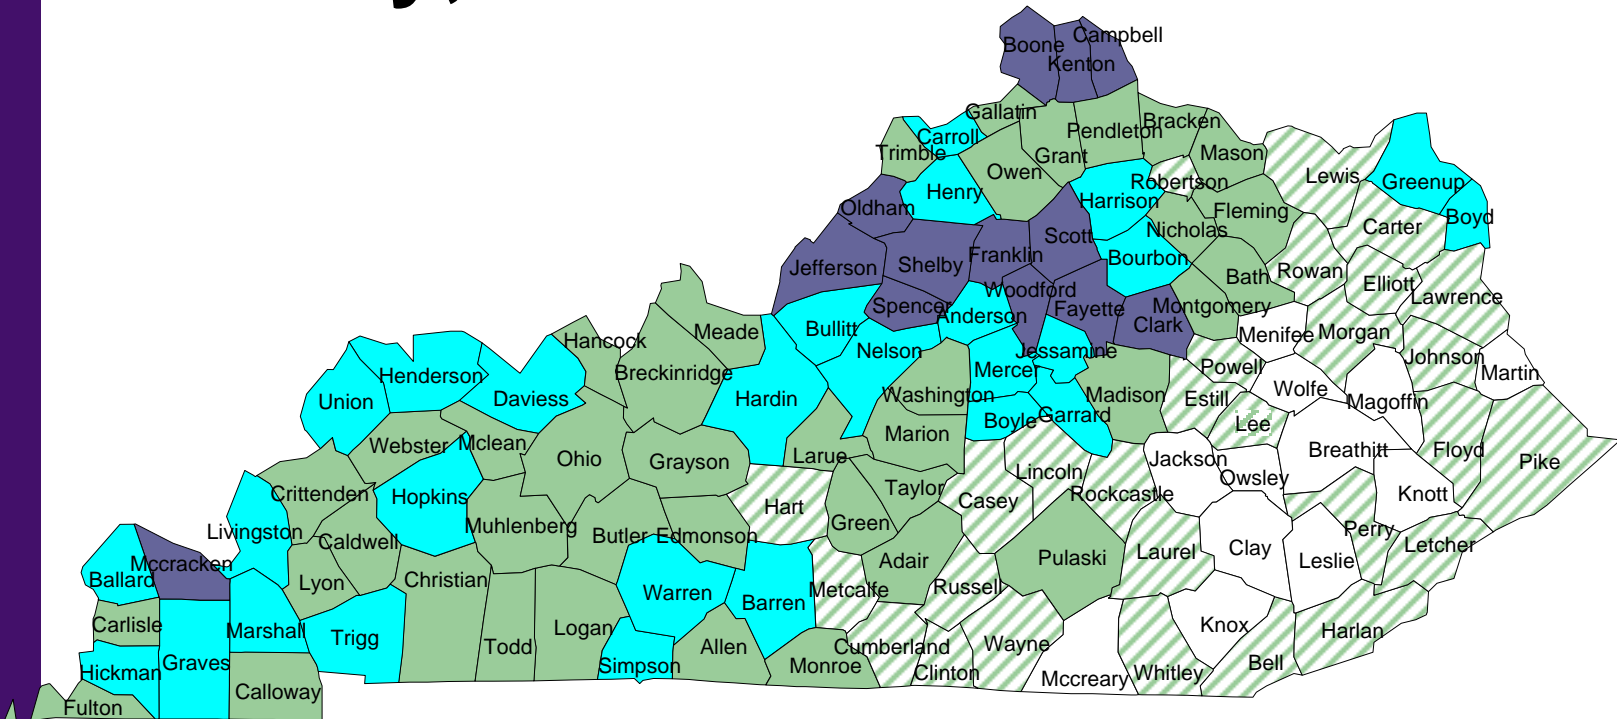 Campbell
Boone
Kenton
Gallatin
Carroll
Pendleton
Bracken
Trimble
Grant
Mason
Owen
Robertson
Lewis
Greenup
Henry
Harrison
Oldham
Fleming
Boyd
Nicholas
Carter
Scott
Jefferson
Shelby
Franklin
Bourbon
Bath
Rowan
Elliott
Lawrence
Woodford
Spencer
Anderson
Fayette
Montgomery
Clark
Menifee
Morgan
Meade
Bullitt
Hancock
Nelson
Jessamine
Johnson
Breckinridge
Mercer
Powell
Martin
Henderson
Daviess
Union
Hardin
Washington
Madison
Estill
Wolfe
Magoffin
Boyle
Garrard
Lee
Webster
Mclean
Marion
Ohio
Grayson
Larue
Lincoln
Jackson
Breathitt
Floyd
Pike
Owsley
Crittenden
Hopkins
Taylor
Casey
Rockcastle
Knott
Hart
Green
Livingston
Muhlenberg
Butler
Edmonson
Caldwell
Perry
Letcher
Mccracken
Ballard
Lyon
Christian
Adair
Pulaski
Laurel
Clay
Leslie
Warren
Barren
Metcalfe
Russell
Carlisle
Marshall
Trigg
Logan
Todd
Allen
Cumberland
Wayne
Knox
Harlan
Hickman
Graves
Simpson
Monroe
Clinton
Mccreary
Whitley
Bell
Calloway
Fulton